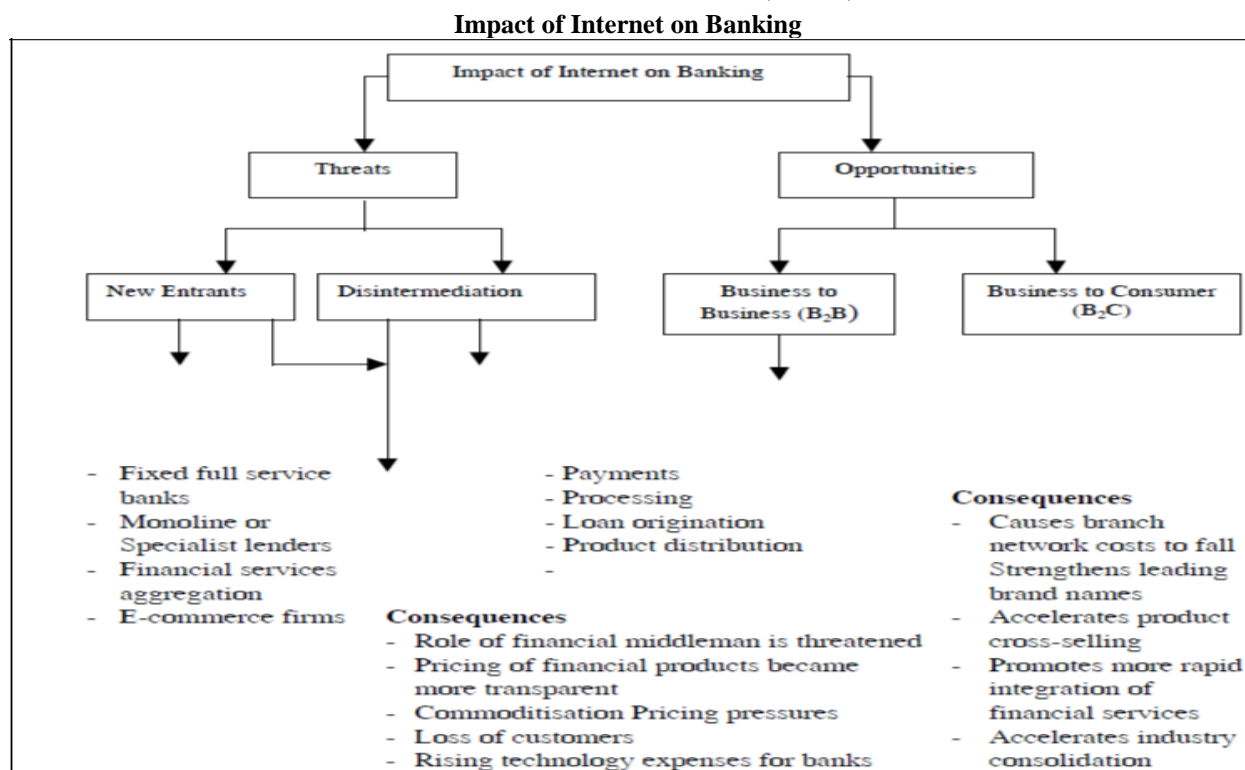 Impact of Internet on Banking
Impact of Internet on Banking
Threats
Opportunities
New Entrants
Disintermediation
Business to
Business (B₂B)
Business to Consumer
(B₂C)
- Fixed full service
banks
- Monoline or
Specialist lenders
- Financial services
aggregation
- E-commerce firms
- Payments
- Processing
- Loan origination
- Product distribution
-
Consequences
- Role of financial middleman is threatened
- Pricing of financial products became
more transparent
- Commoditisation Pricing pressures
- Loss of customers
- Rising technology expenses for banks
Consequences
- Causes branch
network costs to fall
Strengthens leading
brand names
- Accelerates product
cross-selling
- Promotes more rapid
integration of
financial services
- Accelerates industry
consolidation